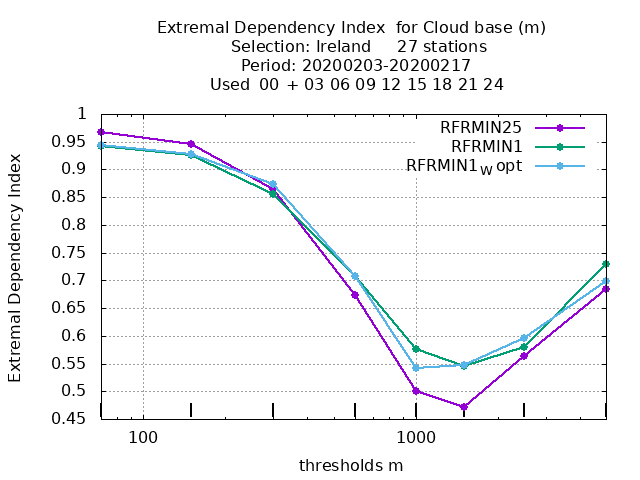 Extremal Dependency Index  for Cloud base (m)
Selection: Ireland     27 stations
Period: 20200203-20200217
Used  00 + 03 06 09 12 15 18 21 24
RFRMIN25
RFRMIN1
RFRMIN1W opt
1
0.95
0.9
0.85
0.8
0.75
0.7
0.65
0.6
0.55
0.5
0.45
Extremal Dependency Index
100
1000
thresholds m